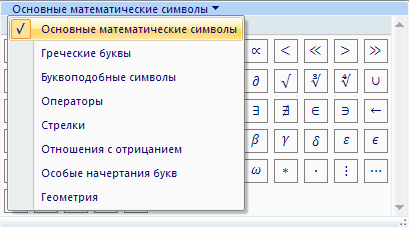 Основные математические символы
Основные математические символы
∝ < ≪ > ≫
Греческие буквы
∂ √ ∛ ∜ ∪
Буквоподобные символы
Операторы
∃ ∄ ∈ ∋ ←
Стрелки
Отношения с отрицанием
β γ δ ε ϵ
Особые начертания букв
ω * · ⋮ ⋯
Геометрия